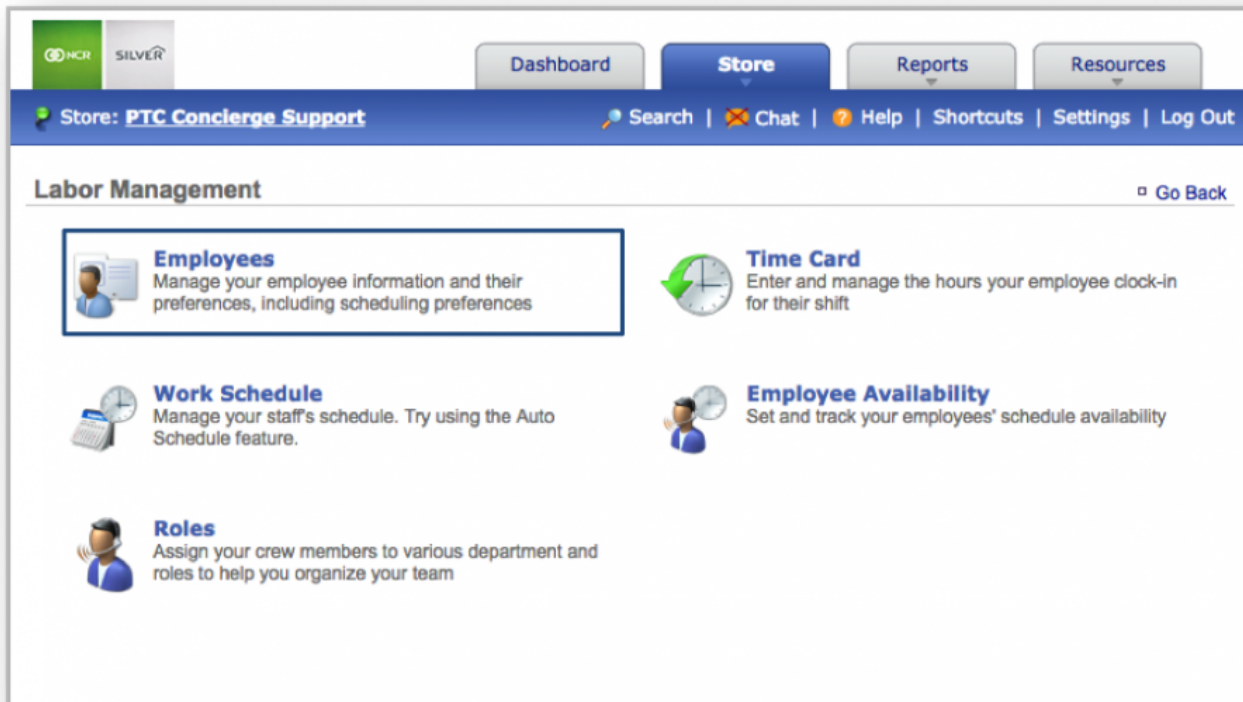 NCR SILVER
Dashboard Store Reports Resources
Store: PTC Concierge Support Search | Chat | Help | Shortcuts | Settings | Log Out
Labor Management Go Back
Employees
Manage your employee information and their
preferences, including scheduling preferences
Time Card
Enter and manage the hours your employee clock-in
for their shift
Work Schedule
Manage your staff's schedule. Try using the Auto
Schedule feature.
Employee Availability
Set and track your employees' schedule availability
Roles
Assign your crew members to various department and
roles to help you organize your team